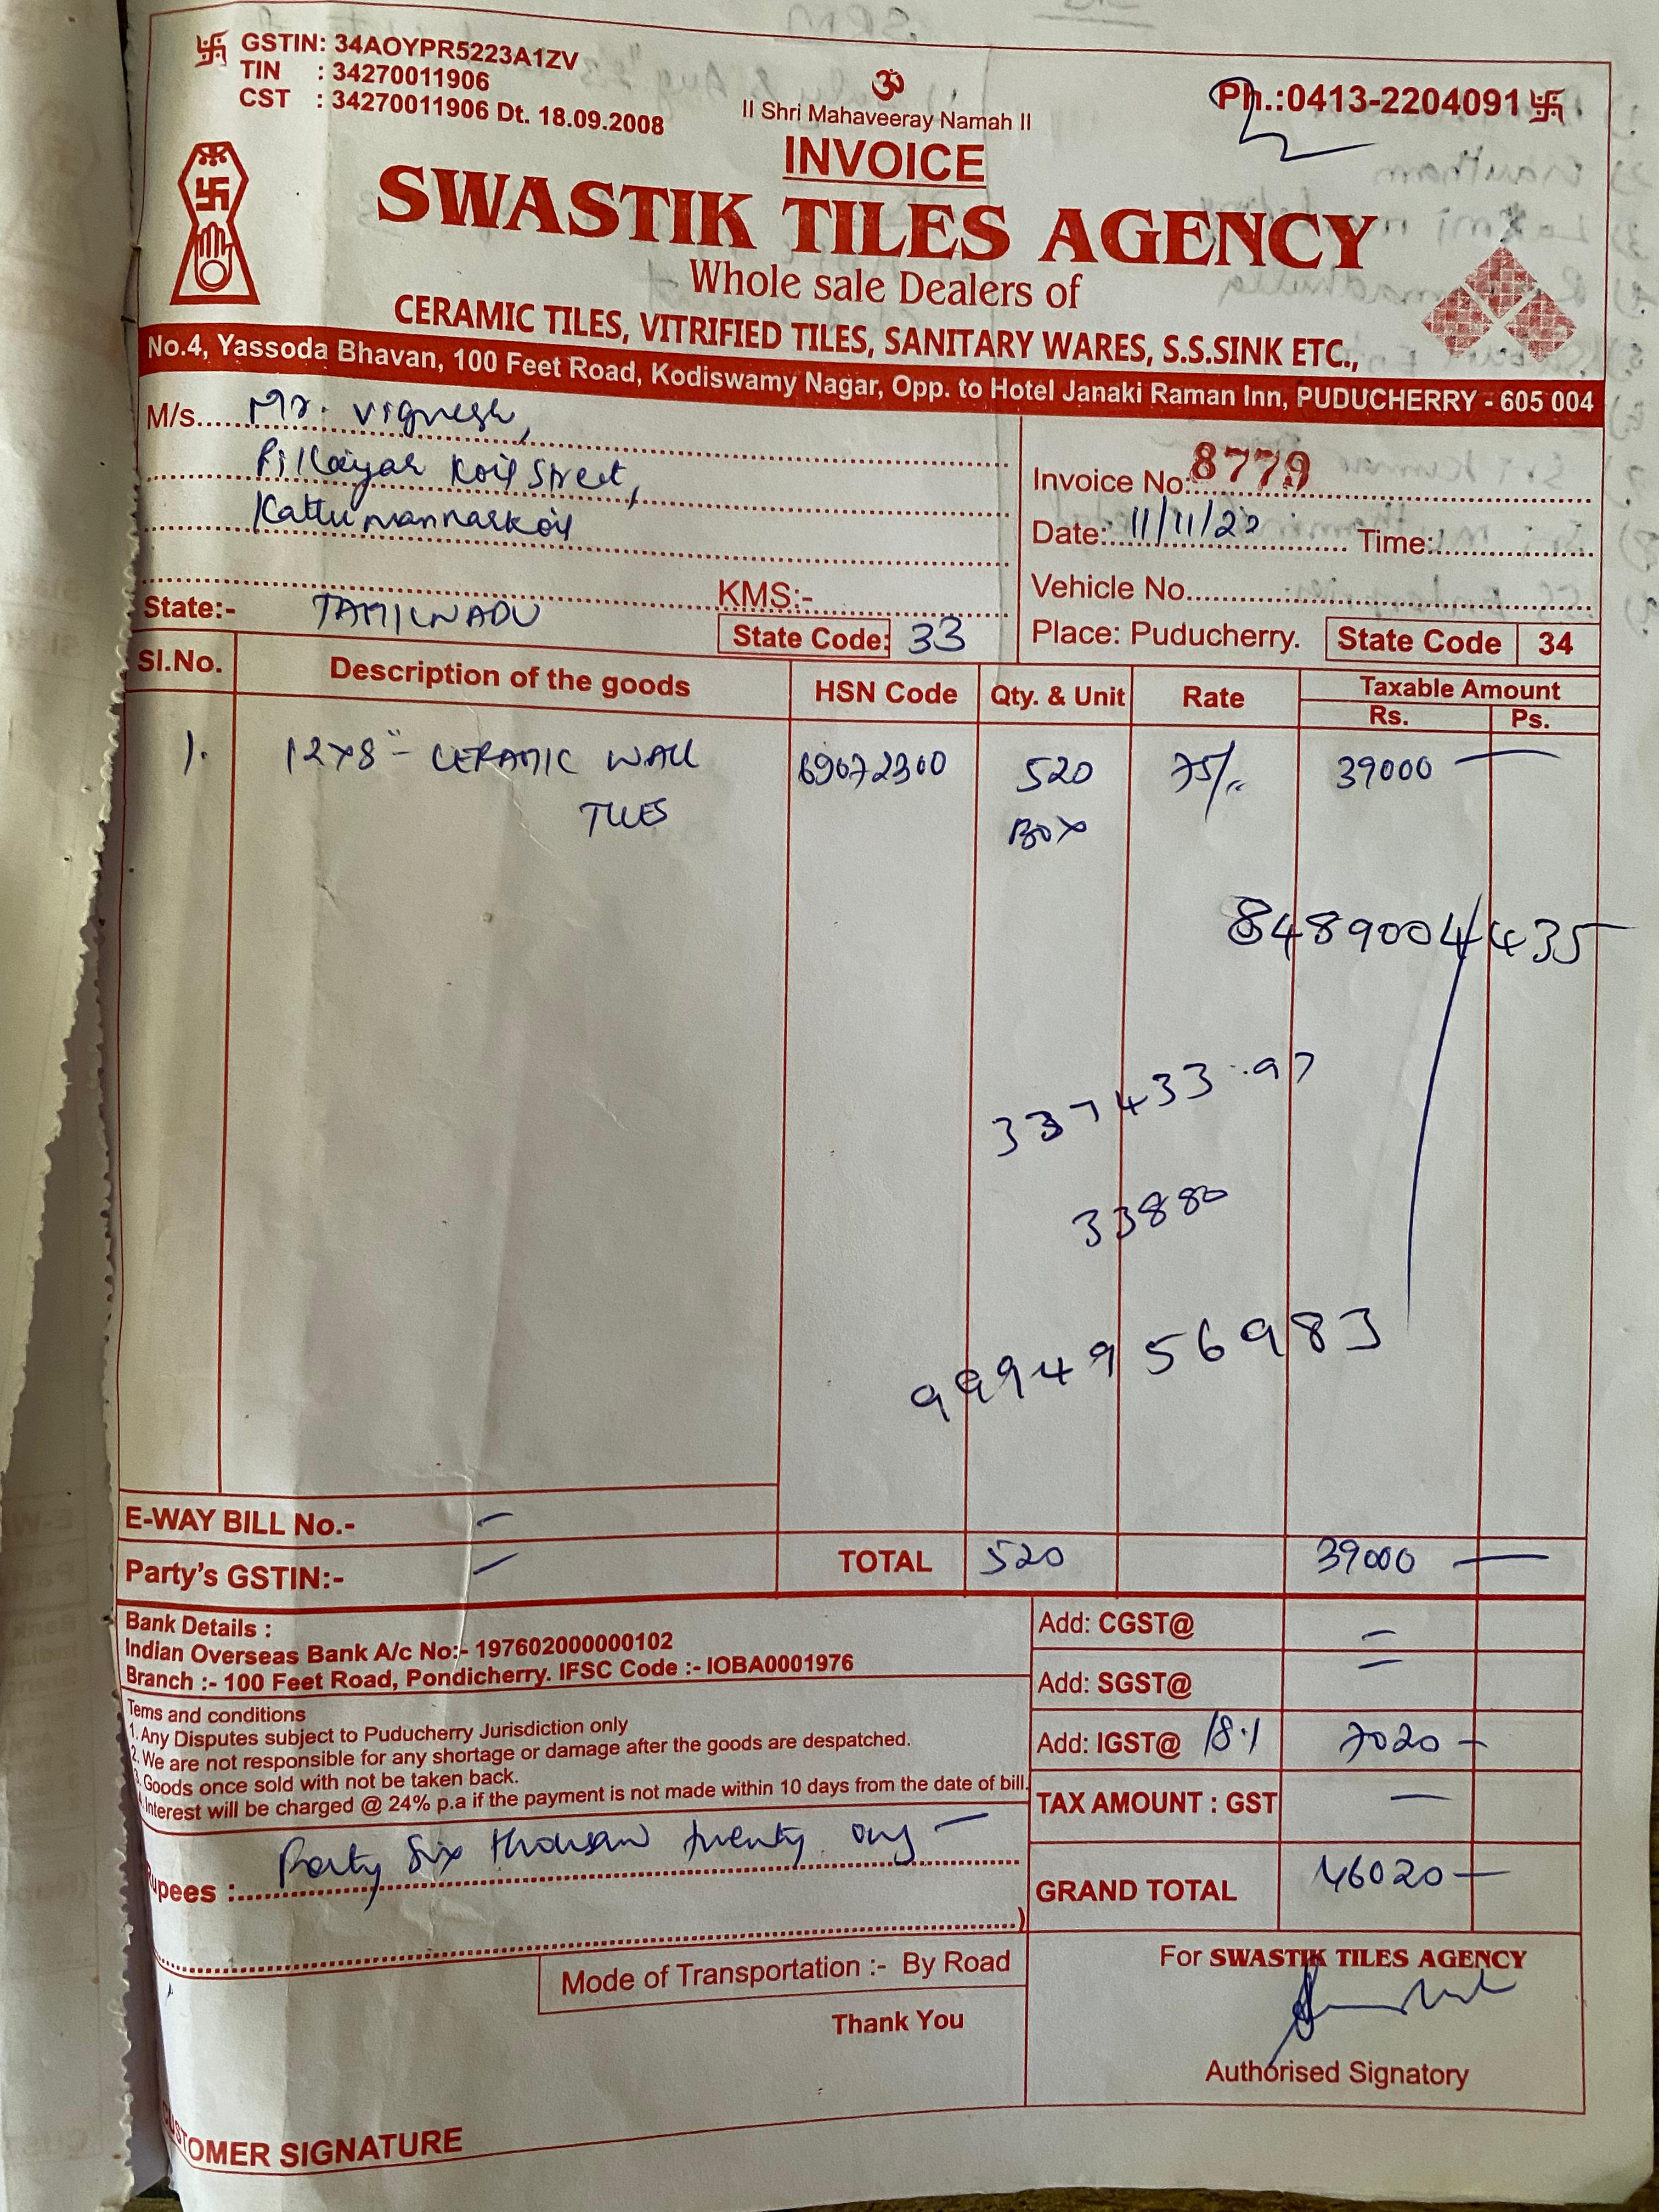 GSTIN: 34AOYPR5223A1ZV
TIN : 34270011906
CST : 34270011906 Dt. 18.09.2008
ॐ
II Shri Mahaveeray Namah II
Ph.:0413-2204091
INVOICE
SWASTIK TILES AGENCY
Whole sale Dealers of
CERAMIC TILES, VITRIFIED TILES, SANITARY WARES, S.S.SINK ETC.,
No.4, Yassoda Bhavan, 100 Feet Road, Kodiswamy Nagar, Opp. to Hotel Janaki Raman Inn, PUDUCHERRY - 605 004
M/s. Mr. Vignesh,
Pillaiyar Koil Street,
Kattumannarkoil
KMS:-
State:- TAMILNADU
State Code: 33
Invoice No: 8779
Date: 11/11/22 Time:
Vehicle No.
Place: Puducherry. State Code 34
Sl.No. Description of the goods HSN Code Qty. & Unit Rate Taxable Amount
Rs. Ps.
1. 12x8" - CERAMIC WALL 69072300 520 75/- 39000 —
TILES BOX
8489004435
337433..97
33880
9994956983
E-WAY BILL No.- —
Party's GSTIN:- — TOTAL 520 39000 —
Bank Details :
Indian Overseas Bank A/c No:- 197602000000102
Branch :- 100 Feet Road, Pondicherry. IFSC Code :- IOBA0001976
Tems and conditions
1. Any Disputes subject to Puducherry Jurisdiction only
2. We are not responsible for any shortage or damage after the goods are despatched.
3. Goods once sold with not be taken back.
4. Interest will be charged @ 24% p.a if the payment is not made within 10 days from the date of bill.
Add: CGST@ —
Add: SGST@ —
Add: IGST@ 18% 7020 —
TAX AMOUNT : GST —
GRAND TOTAL 46020 —
upees : Forty Six thousan twenty ony —
)
Mode of Transportation :- By Road
Thank You
For SWASTIK TILES AGENCY
Authorised Signatory
CUSTOMER SIGNATURE